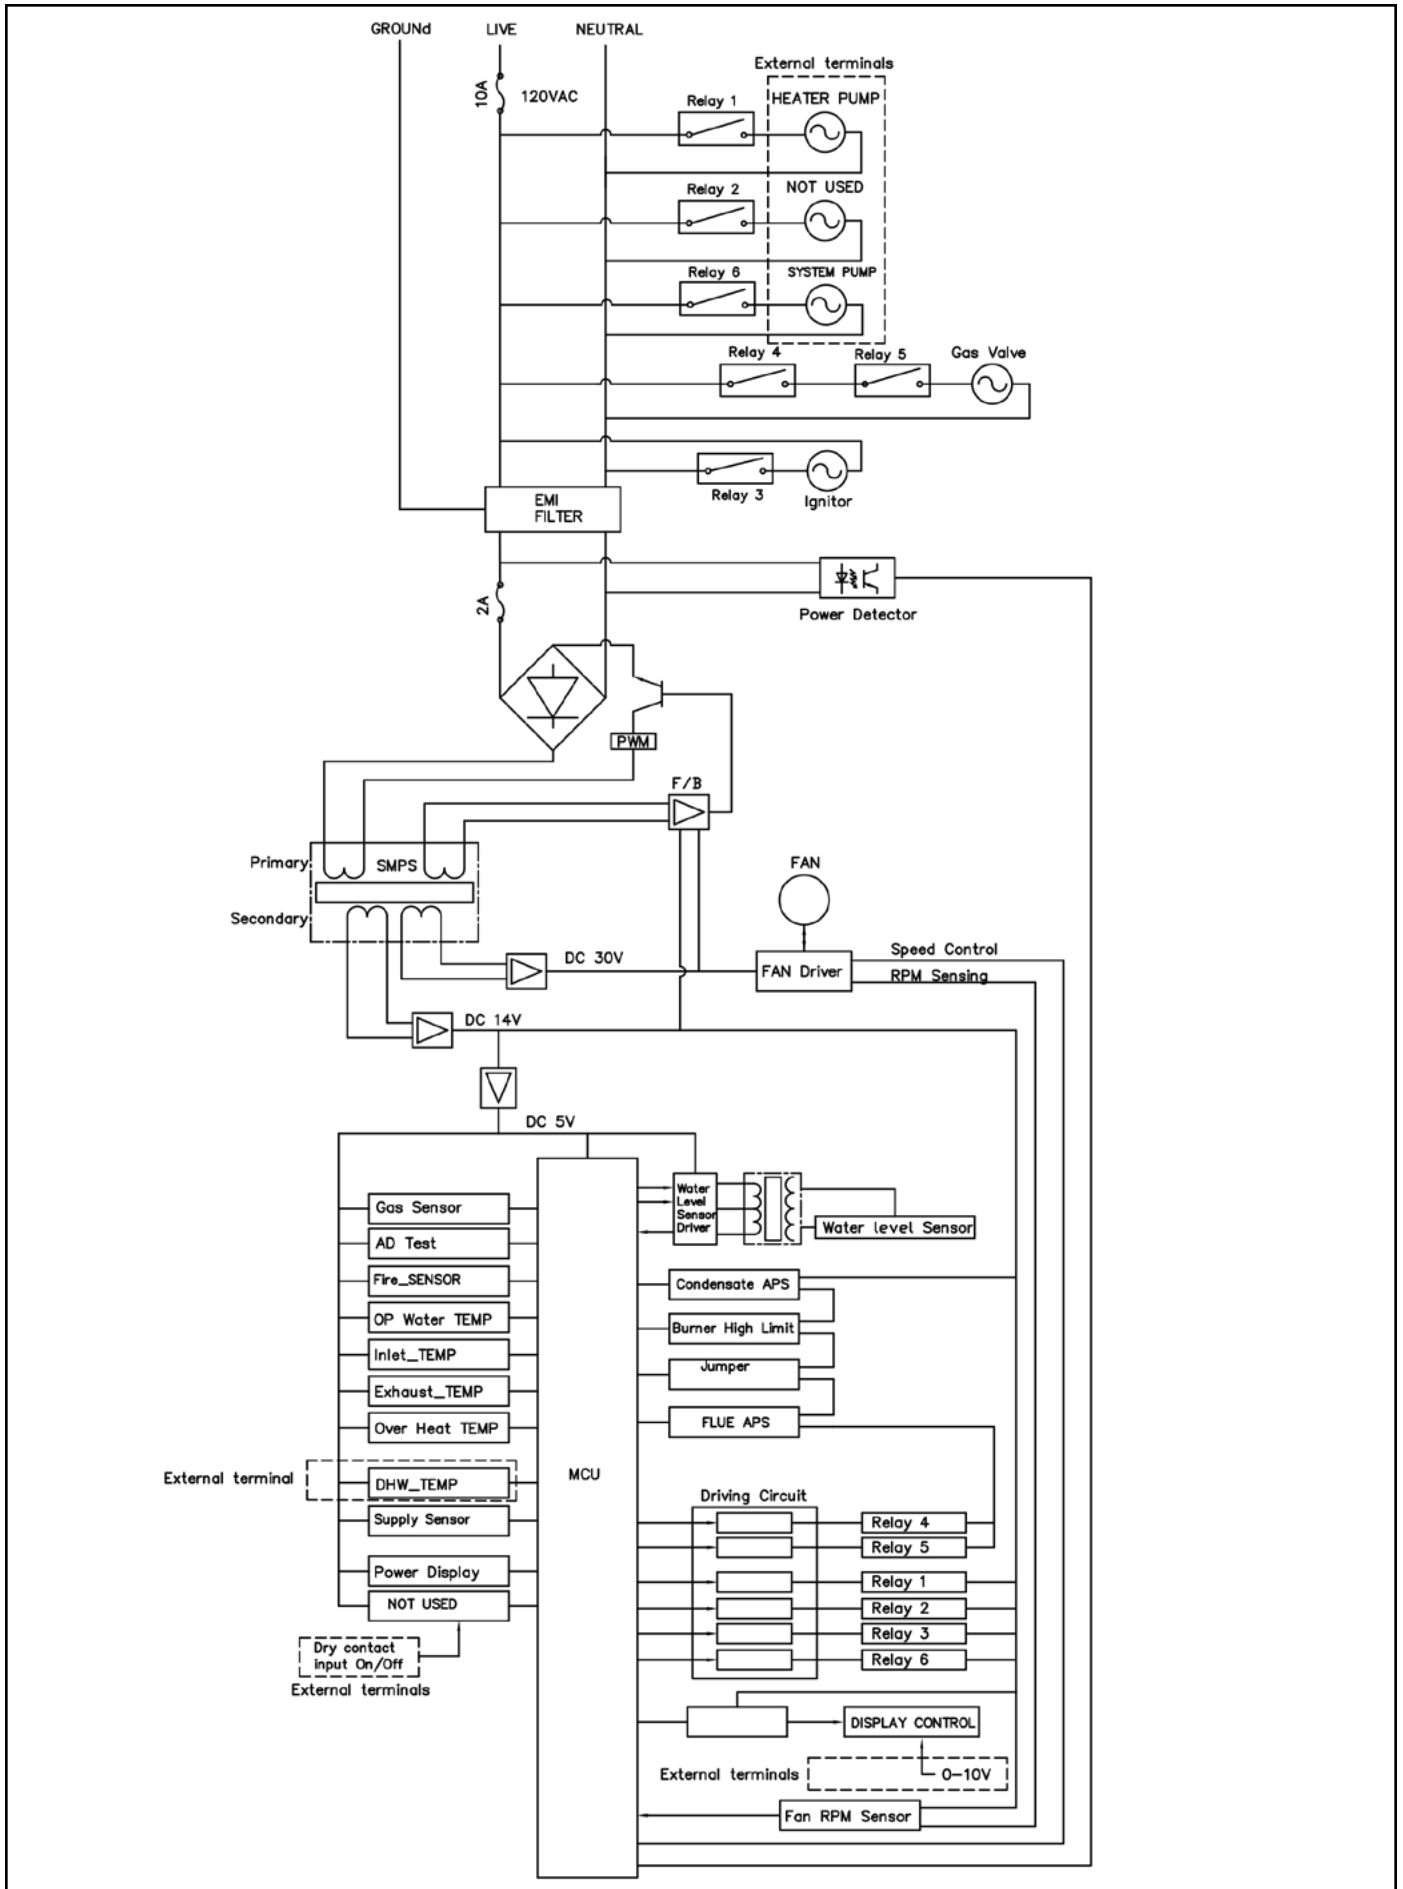 GROUNd LIVE NEUTRAL
External terminals
10A
120VAC
Relay 1
HEATER PUMP
Relay 2
NOT USED
Relay 6
SYSTEM PUMP
Relay 4
Relay 5
Gas Valve
Relay 3
Ignitor
EMI
FILTER
2A
Power Detector
PWM
F/B
Primary
SMPS
Secondary
FAN
DC 30V
FAN Driver
Speed Control
RPM Sensing
DC 14V
DC 5V
Water
Level
Sensor
Driver
Water level Sensor
Gas Sensor
AD Test
Fire_SENSOR
OP Water TEMP
Inlet_TEMP
Exhaust_TEMP
Over Heat TEMP
External terminal
DHW_TEMP
Supply Sensor
Power Display
NOT USED
Dry contact
input On/Off
External terminals
MCU
Condensate APS
Burner High Limit
Jumper
FLUE APS
Driving Circuit
Relay 4
Relay 5
Relay 1
Relay 2
Relay 3
Relay 6
DISPLAY CONTROL
External terminals
0-10V
Fan RPM Sensor